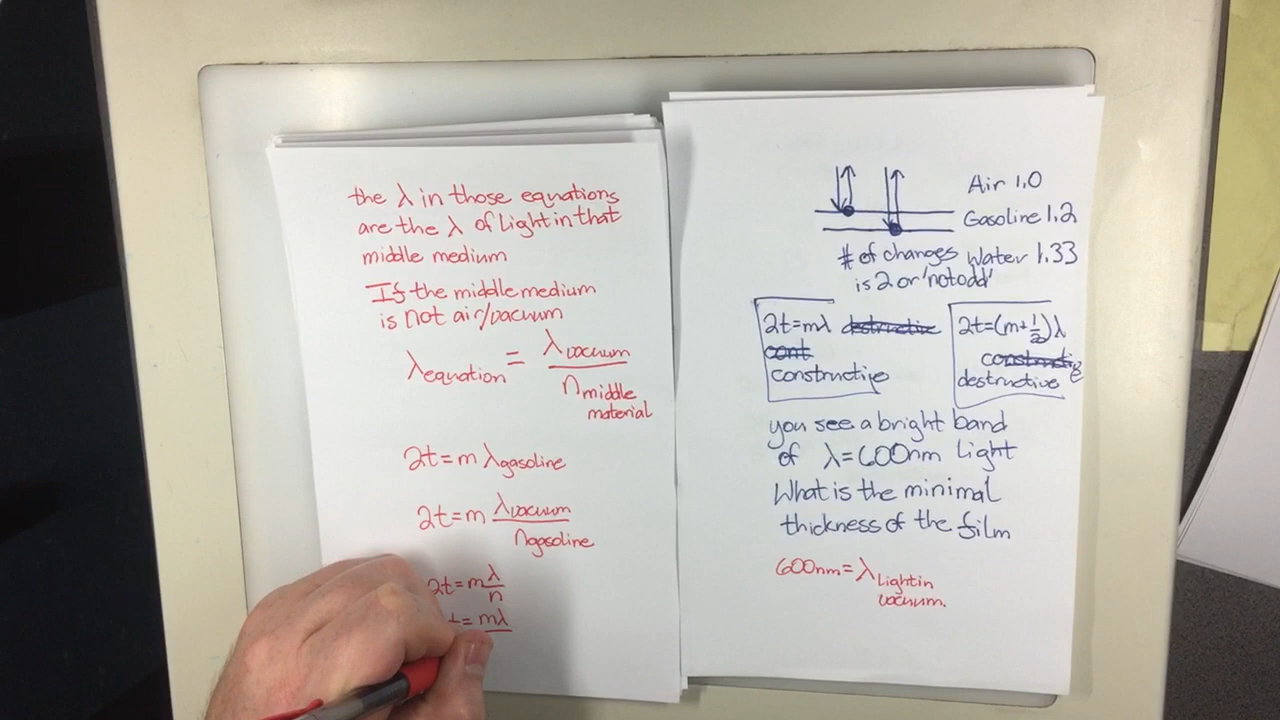 the λ in those equations
are the λ of light in that
middle medium
If the middle medium
is not air/vacuum
λequation = λvacuum / nmiddle material
2t=mλgasoline
2t=m λvacuum / ngasoline
2t=m λ/n
t= mλ
Air 1.0
Gasoline 1.2
Water 1.33
# of changes
is 2 or 'not odd'
2t=mλ destructive
cont
constructive
2t=(m+1/2)λ
constructive
destructive
you see a bright band
of λ=600nm light
What is the minimal
thickness of the film
600nm=λLight in
vacuum.